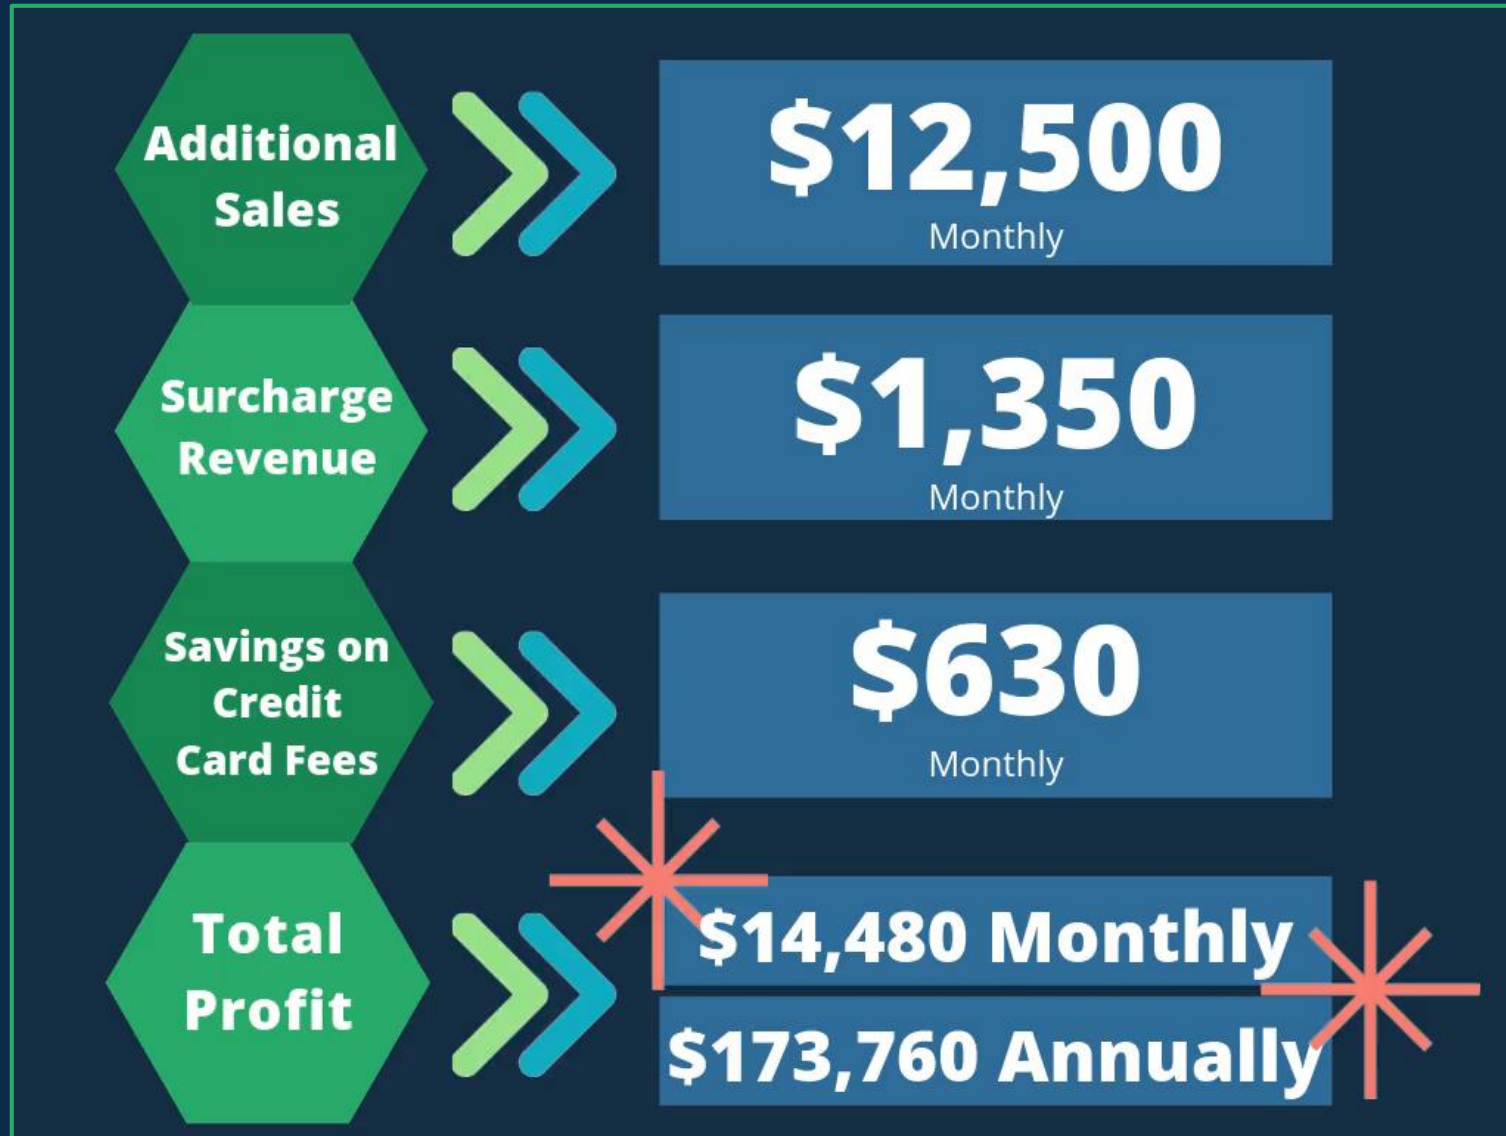 Additional
Sales
$12,500
Monthly
Surcharge
Revenue
$1,350
Monthly
Savings on
Credit
Card Fees
$630
Monthly
Total
Profit
$14,480 Monthly
$173,760 Annually